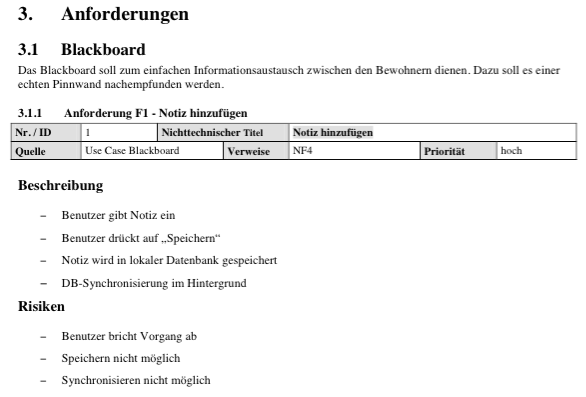 3. Anforderungen
3.1 Blackboard
Das Blackboard soll zum einfachen Informationsaustausch zwischen den Bewohnern dienen. Dazu soll es einer
echten Pinnwand nachempfunden werden.
3.1.1 Anforderung F1 - Notiz hinzufügen
Nr. / ID 1 Nichttechnischer Titel Notiz hinzufügen
Quelle Use Case Blackboard Verweise NF4 Priorität hoch
Beschreibung
– Benutzer gibt Notiz ein
– Benutzer drückt auf „Speichern“
– Notiz wird in lokaler Datenbank gespeichert
– DB-Synchronisierung im Hintergrund
Risiken
– Benutzer bricht Vorgang ab
– Speichern nicht möglich
– Synchronisieren nicht möglich